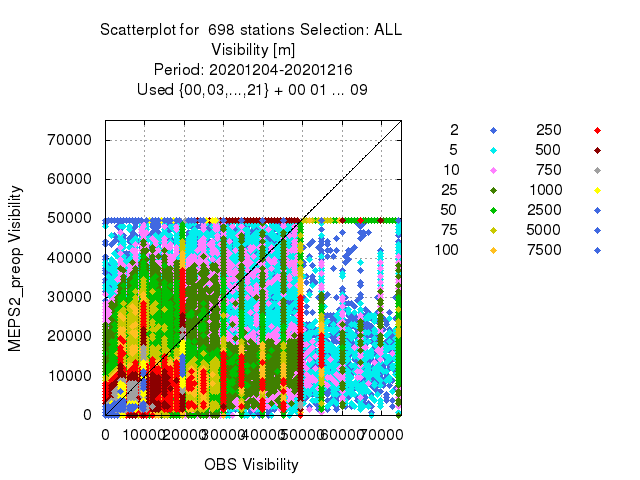 Scatterplot for 698 stations Selection: ALL
Visibility [m]
Period: 20201204-20201216
Used {00,03,...,21} + 00 01 ... 09
MEPS2_preop Visibility
70000
60000
50000
40000
30000
20000
10000
0
0 10000 20000 30000 40000 50000 60000 70000
OBS Visibility
2 250
5 500
10 750
25 1000
50 2500
75 5000
100 7500